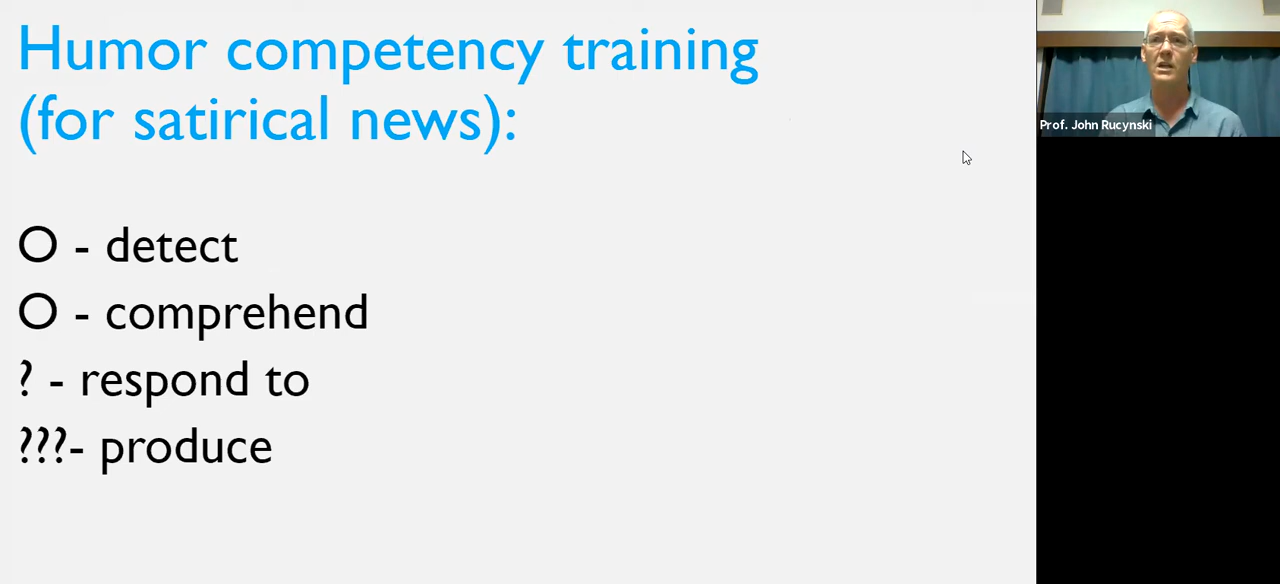 Humor competency training
(for satirical news):
O - detect
O - comprehend
? - respond to
???- produce
Prof. John Rucynski